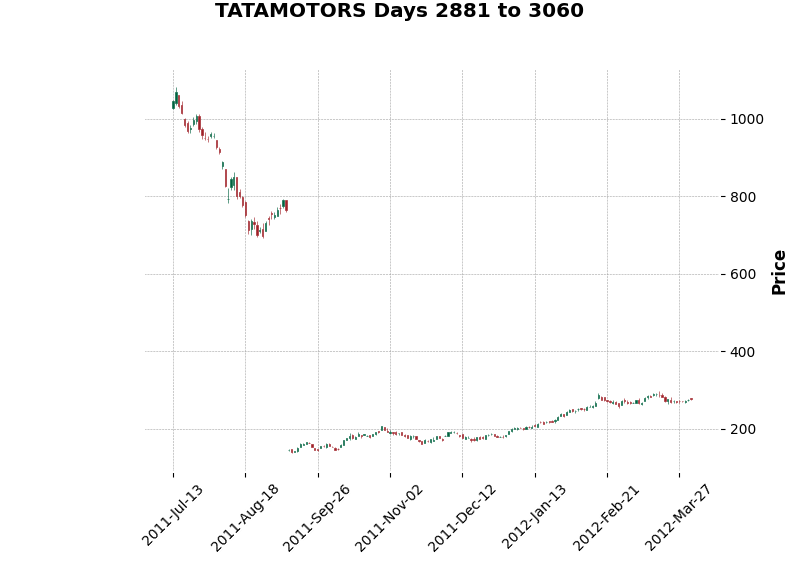 TATAMOTORS Days 2881 to 3060
1000
800
600
400
200
Price
2011-Jul-13
2011-Aug-18
2011-Sep-26
2011-Nov-02
2011-Dec-12
2012-Jan-13
2012-Feb-21
2012-Mar-27